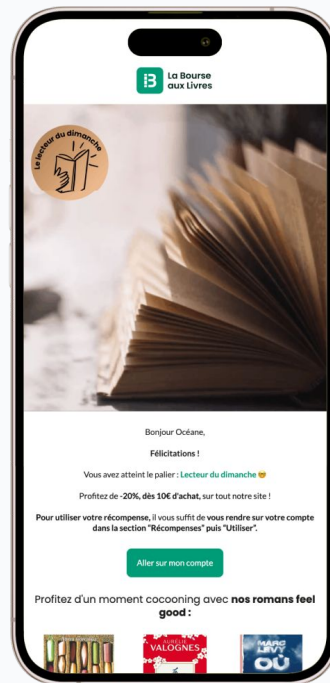 La Bourse
aux Livres
Le lecteur du dimanche
Bonjour Océane,
Félicitations !
Vous avez atteint le palier : Lecteur du dimanche 🤓
Profitez de -20%, dès 10€ d'achat, sur tout notre site !
Pour utiliser votre récompense, il vous suffit de vous rendre sur votre compte
dans la section "Récompenses" puis "Utiliser".
Aller sur mon compte
Profitez d'un moment cocooning avec nos romans feel
good :
AURÉLIE
VALOGNES
MARC
LEVY
OÙ